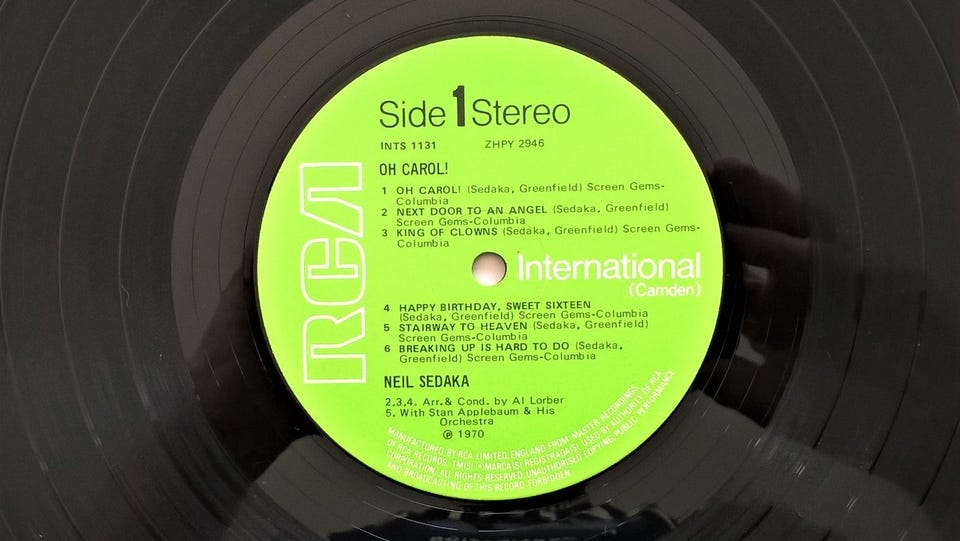 Side 1 Stereo
INTS 1131 ZHPY 2946
OH CAROL!
1 OH CAROL! (Sedaka, Greenfield) Screen Gems-
Columbia
2 NEXT DOOR TO AN ANGEL (Sedaka, Greenfield)
Screen Gems-Columbia
3 KING OF CLOWNS (Sedaka, Greenfield) Screen Gems-
Columbia
RCA
International
(Camden)
4 HAPPY BIRTHDAY, SWEET SIXTEEN
(Sedaka, Greenfield) Screen Gems-Columbia
5 STAIRWAY TO HEAVEN (Sedaka, Greenfield)
Screen Gems-Columbia
6 BREAKING UP IS HARD TO DO (Sedaka,
Greenfield) Screen Gems-Columbia
NEIL SEDAKA
2,3,4. Arr.& Cond. by Al Lorber
5. With Stan Applebaum & His
Orchestra
℗ 1970
MANUFACTURED BY RCA LIMITED, ENGLAND, FROM MASTER RECORDINGS
OF RCA RECORDS. TM(S) ® MARCA(S) REGISTRADA(S) USED BY AUTHORITY OF RCA
CORPORATION. ALL RIGHTS RESERVED. UNAUTHORISED COPYING, PUBLIC PERFORMANCE
AND BROADCASTING OF THIS RECORD FORBIDDEN